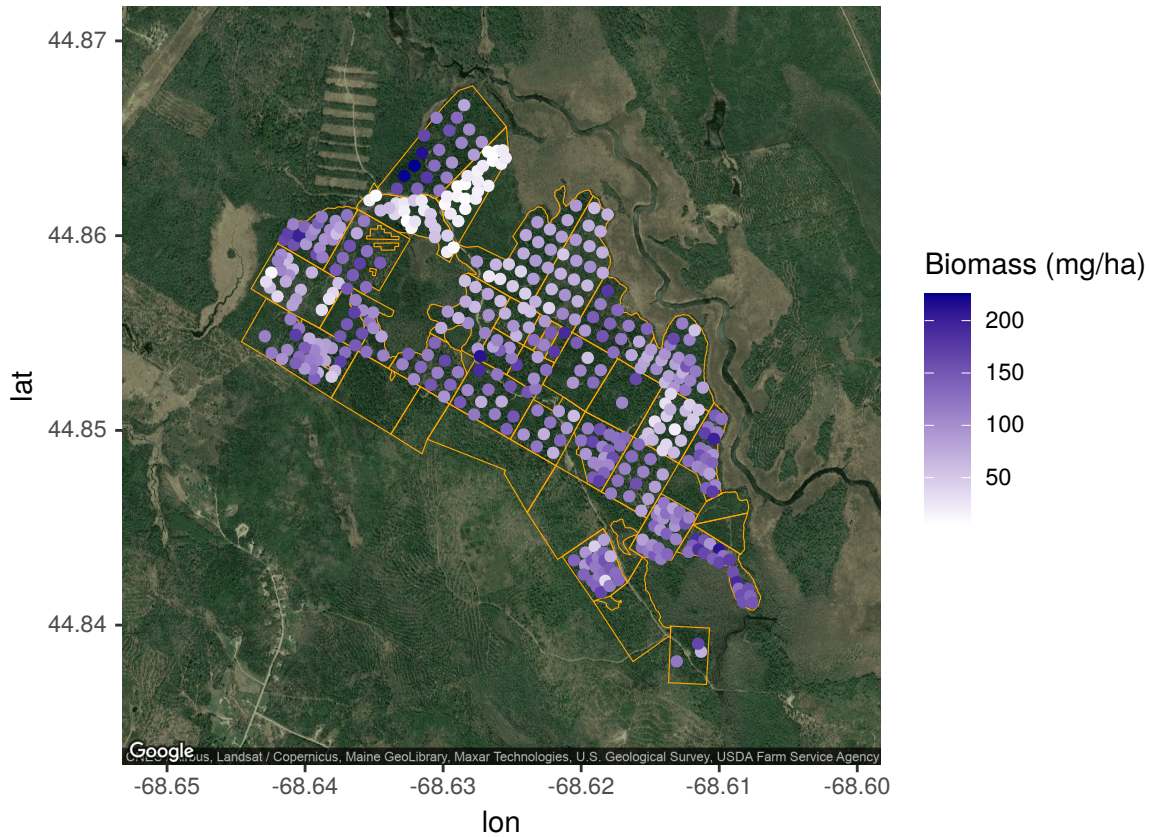 44.87
44.86
44.85
44.84
lat
-68.65
-68.64
-68.63
-68.62
-68.61
-68.60
lon
Biomass (mg/ha)
200
150
100
50
Google
Landsat / Copernicus, Maine GeoLibrary, Maxar Technologies, U.S. Geological Survey, USDA Farm Service Agency